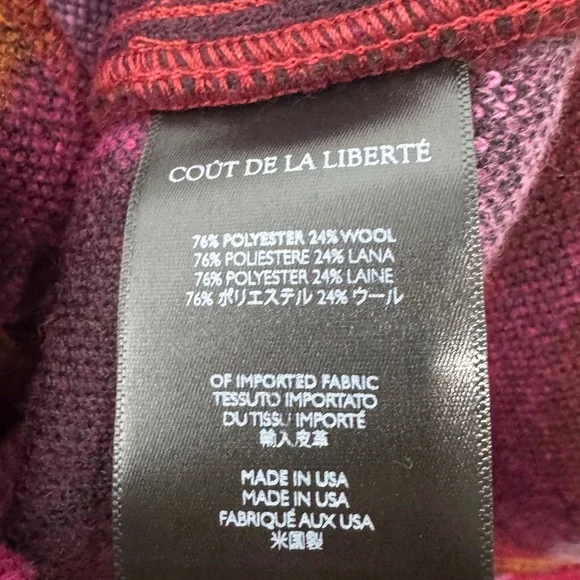 COÛT DE LA LIBERTÉ
76% POLYESTER 24% WOOL
76% POLIESTERE 24% LANA
76% POLYESTER 24% LAINE
76% ポリエステル 24% ウール
OF IMPORTED FABRIC
TESSUTO IMPORTATO
DU TISSU IMPORTÉ
輸入皮革
MADE IN USA
MADE IN USA
FABRIQUÉ AUX USA
米国製